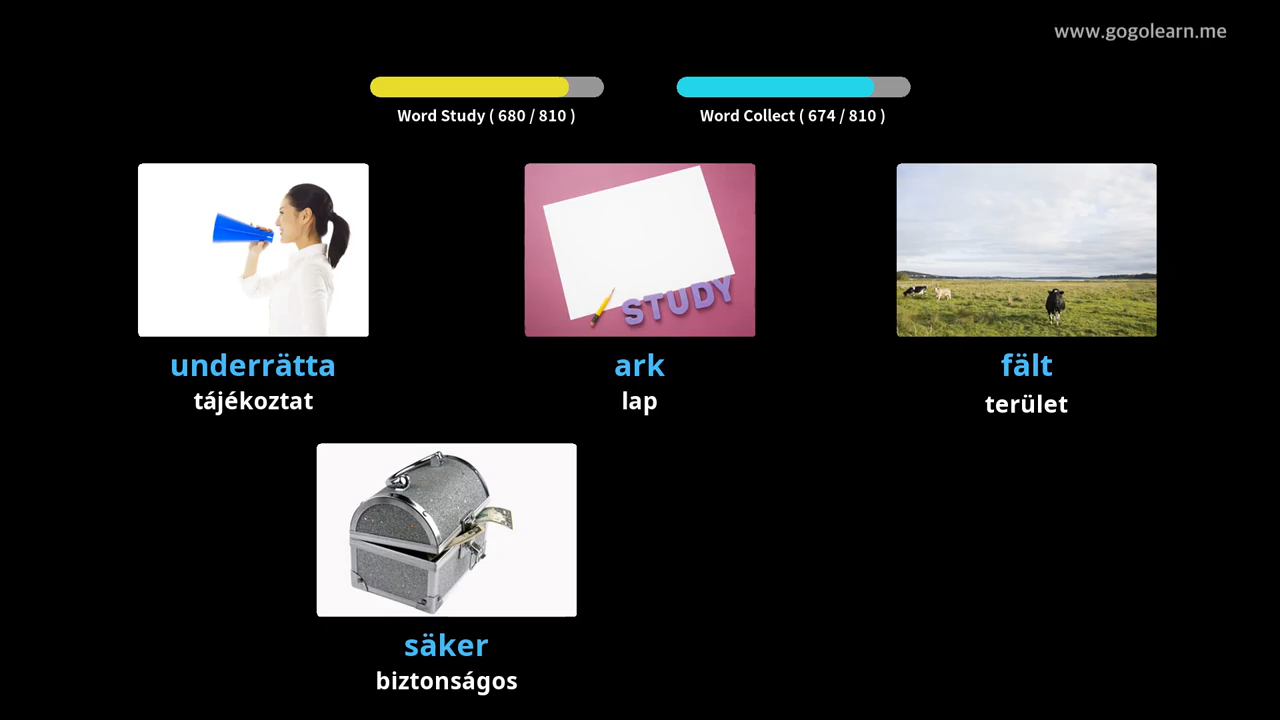 www.gogolearn.me
Word Study ( 680 / 810 )
Word Collect ( 674 / 810 )
STUDY
underrätta
tájékoztat
ark
lap
fält
terület
säker
biztonságos